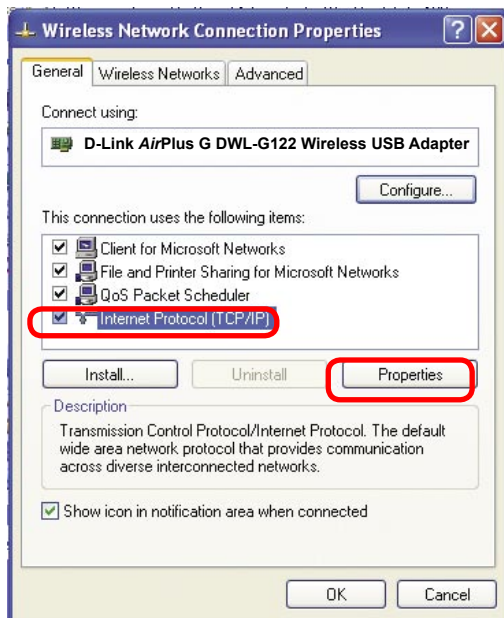 Wireless Network Connection Properties
General Wireless Networks Advanced
Connect using:
D-Link AirPlus G DWL-G122 Wireless USB Adapter
Configure...
This connection uses the following items:
Client for Microsoft Networks
File and Printer Sharing for Microsoft Networks
QoS Packet Scheduler
Internet Protocol (TCP/IP)
Install... Uninstall Properties
Description
Transmission Control Protocol/Internet Protocol. The default
wide area network protocol that provides communication
across diverse interconnected networks.
Show icon in notification area when connected
OK Cancel